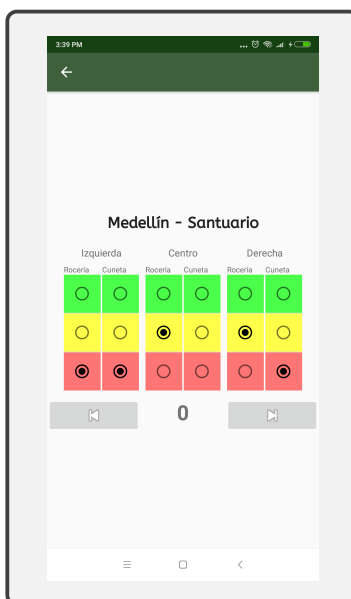 3:39 PM
Medellín - Santuario
Izquierda Centro Derecha
Rocería Cuneta Rocería Cuneta Rocería Cuneta
0